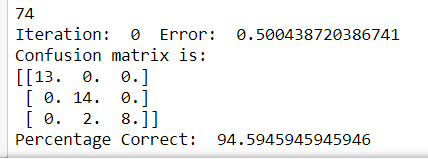 74
Iteration:  0  Error:  0.500438720386741
Confusion matrix is:
[[13.  0.  0.]
 [ 0. 14.  0.]
 [ 0.  2.  8.]]
Percentage Correct:  94.5945945945946